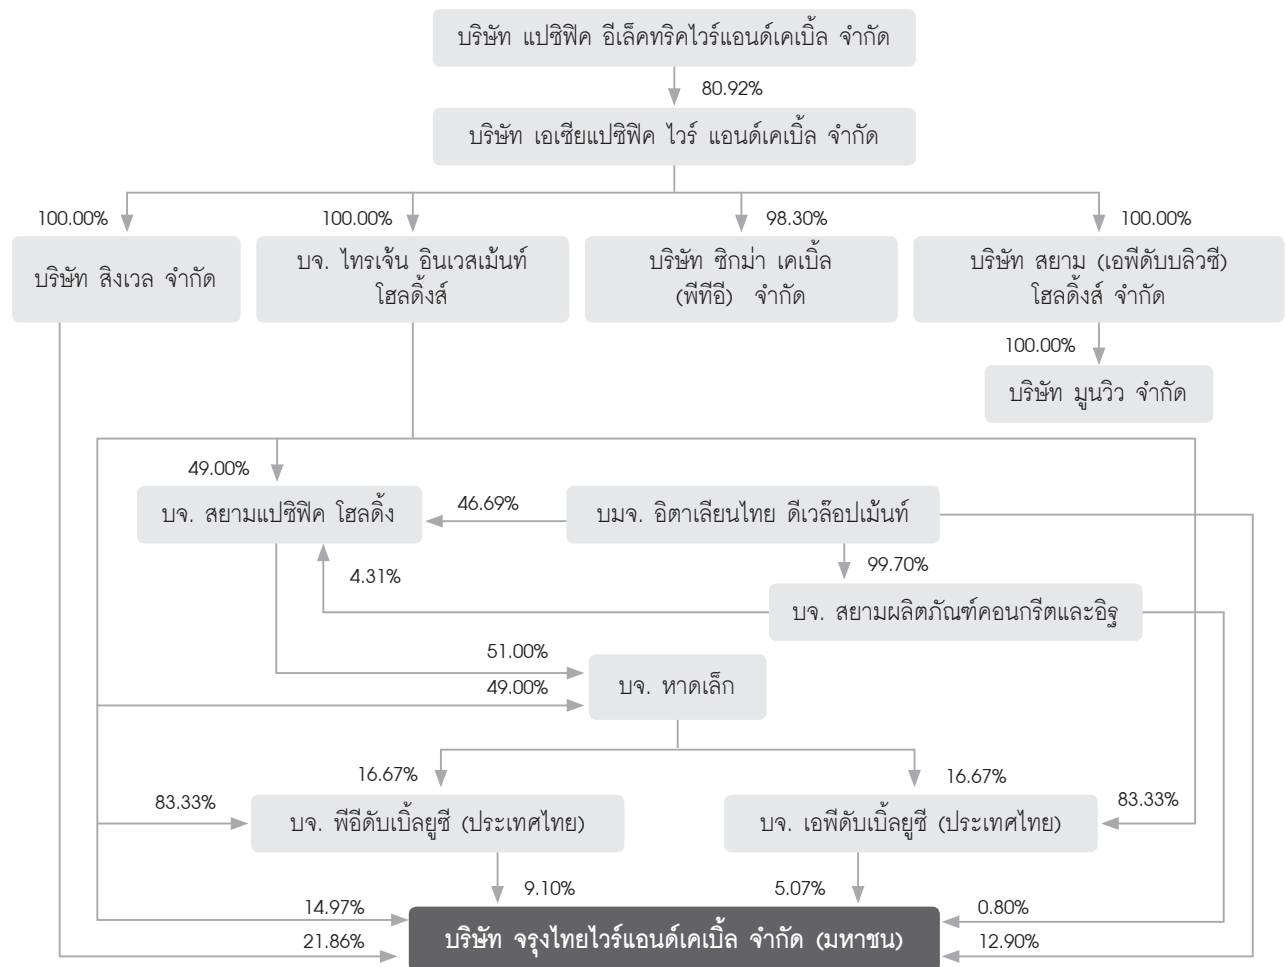 บริษัท แปซิฟิค อีเล็คทริคไวร์แอนด์เคเบิ้ล จำกัด
80.92%
บริษัท เอเซียแปซิฟิค ไวร์ แอนด์เคเบิ้ล จำกัด
100.00%
100.00%
98.30%
100.00%
บริษัท สิงเวล จำกัด
บจ. ไทรเจ้น อินเวสเม้นท์
โฮลดิ้งส์
บริษัท ซิกม่า เคเบิ้ล
(พีทีอี) จำกัด
บริษัท สยาม (เอพีดับบลิวซี)
โฮลดิ้งส์ จำกัด
100.00%
บริษัท มูนวิว จำกัด
49.00%
บจ. สยามแปซิฟิค โฮลดิ้ง
46.69%
บมจ. อิตาเลียนไทย ดีเวล๊อปเม้นท์
4.31%
99.70%
บจ. สยามผลิตภัณฑ์คอนกรีตและอิฐ
51.00%
49.00%
บจ. หาดเล็ก
16.67%
16.67%
83.33%
บจ. พีอีดับเบิ้ลยูซี (ประเทศไทย)
บจ. เอพีดับเบิ้ลยูซี (ประเทศไทย)
83.33%
9.10%
5.07%
14.97%
0.80%
21.86%
บริษัท จรุงไทยไวร์แอนด์เคเบิ้ล จำกัด (มหาชน)
12.90%